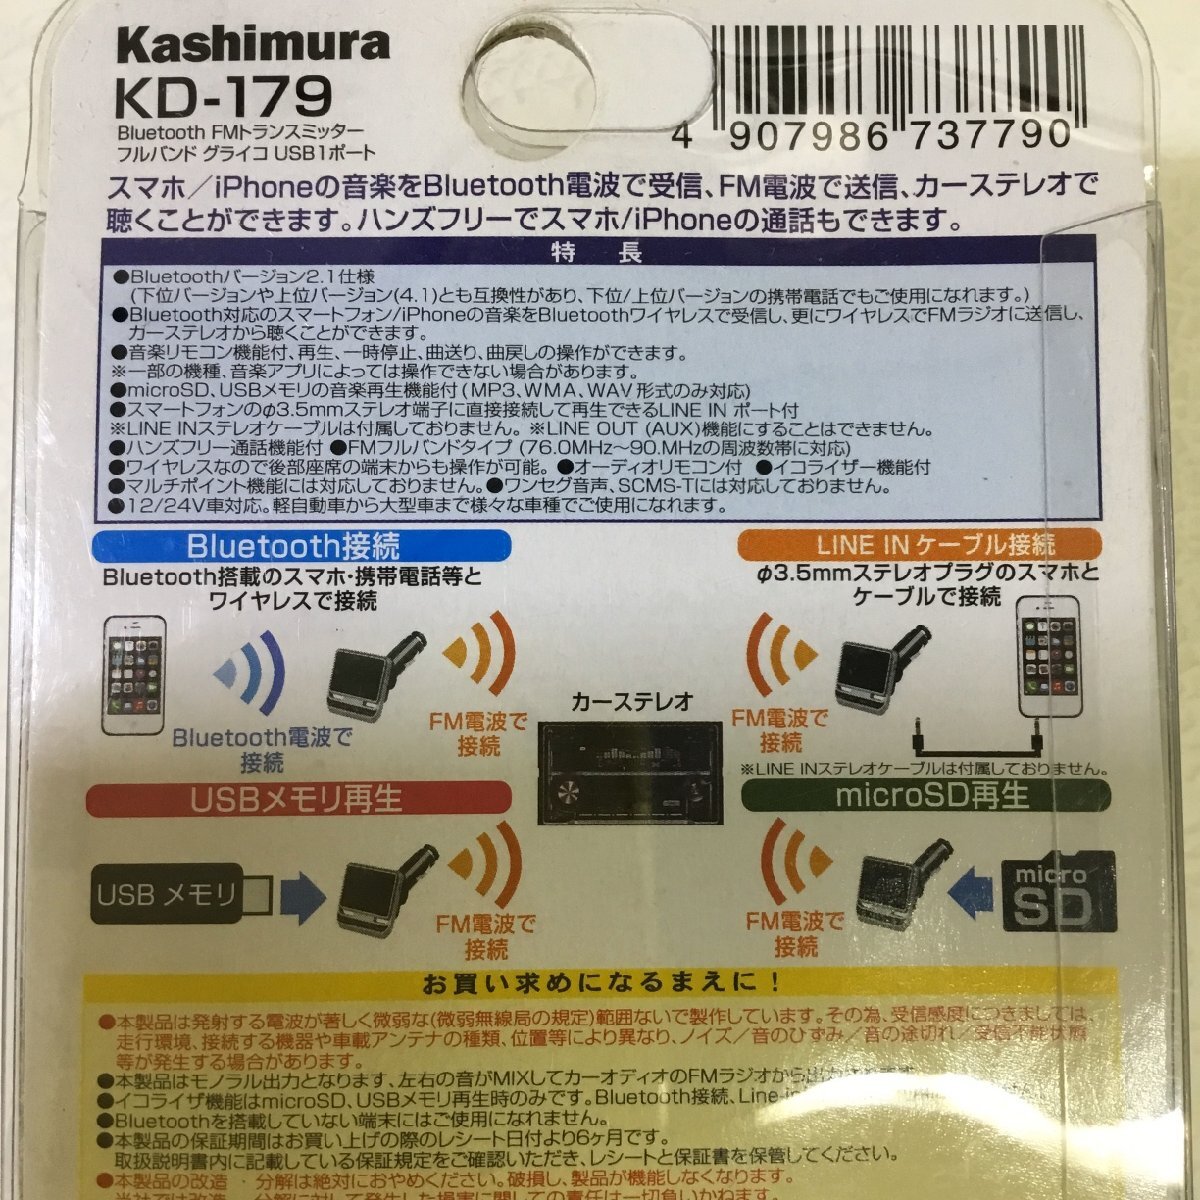 Kashimura
KD-179
Bluetooth FMトランスミッター
フルバンド グライコ USB1ポート
4 907986 737790
スマホ／iPhoneの音楽をBluetooth電波で受信、FM電波で送信、カーステレオで
聴くことができます。ハンズフリーでスマホ/iPhoneの通話もできます。
特 長
●Bluetoothバージョン2.1仕様
(下位バージョンや上位バージョン(4.1)とも互換性があり、下位/上位バージョンの携帯電話でもご使用になれます。)
●Bluetooth対応のスマートフォン/iPhoneの音楽をBluetoothワイヤレスで受信し、更にワイヤレスでFMラジオに送信し、
カーステレオから聴くことができます。
●音楽リモコン機能付、再生、一時停止、曲送り、曲戻しの操作ができます。
※一部の機種、音楽アプリによっては操作できない場合があります。
●microSD、USBメモリの音楽再生機能付(MP3、WMA、WAV 形式のみ対応)
●スマートフォンのφ3.5mmステレオ端子に直接接続して再生できるLINE IN ポート付
※LINE INステレオケーブルは付属しておりません。※LINE OUT (AUX)機能にすることはできません。
●ハンズフリー通話機能付 ●FMフルバンドタイプ (76.0MHz～90.MHzの周波数帯に対応)
●ワイヤレスなので後部座席の端末からも操作が可能。 ●オーディオリモコン付 ●イコライザー機能付
●マルチポイント機能には対応しておりません。●ワンセグ音声、SCMS-Tには対応しておりません。
●12/24V車対応。軽自動車から大型車まで様々な車種でご使用になれます。
Bluetooth接続
Bluetooth搭載のスマホ・携帯電話等と
ワイヤレスで接続
Bluetooth電波で
接続
FM電波で
接続
カーステレオ
LINE IN ケーブル接続
φ3.5mmステレオプラグのスマホと
ケーブルで接続
FM電波で
接続
※LINE INステレオケーブルは付属しておりません。
USBメモリ再生
USB メモリ
FM電波で
接続
microSD再生
FM電波で
接続
micro
SD
お買い求めになるまえに！
●本製品は発射する電波が著しく微弱な(微弱無線局の規定)範囲ないで製作しています。その為、受信感度につきましては、
走行環境、接続する機器や車載アンテナの種類、位置等により異なり、ノイズ／音のひずみ／音の途切れ／受信不能状態
等が発生する場合があります。
●本製品はモノラル出力となります、左右の音がMIXしてカーオディオのFMラジオから出力
●イコライザ機能はmicroSD、USBメモリ再生時のみです。Bluetooth接続、Line-in
●Bluetoothを搭載していない端末にはご使用になれません。
●本製品の保証期間はお買い上げの際のレシート日付より6ヶ月です。
取扱説明書内に記載している保証規定をご確認いただき、レシートと保証書を保管してください。
●本製品の改造 ・ 分解は絶対におやめください。破損し、製品が機能しなくなります。
当社では改造 ・ 分解に対して発生した損害に関しての責任は一切負いかねます。